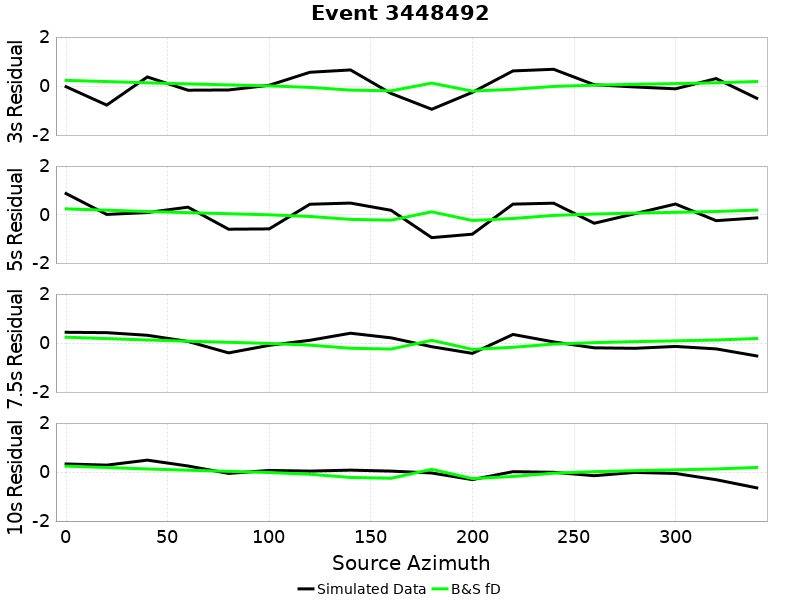 Event 3448492
3s Residual
2
0
-2
5s Residual
2
0
-2
7.5s Residual
2
0
-2
10s Residual
2
0
-2
0 50 100 150 200 250 300
Source Azimuth
Simulated Data B&S fD